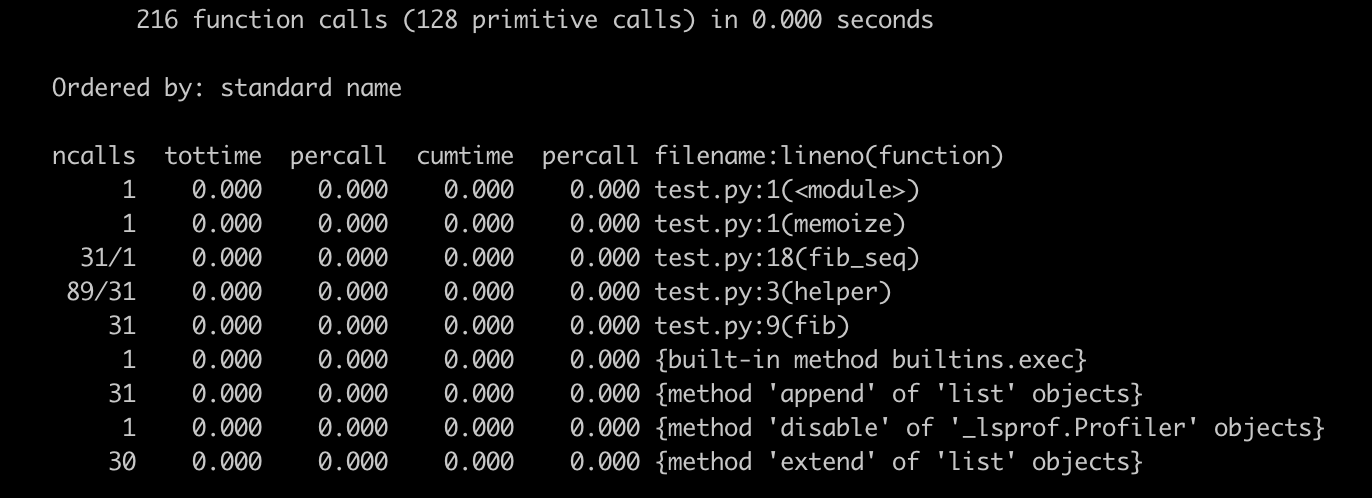 216 function calls (128 primitive calls) in 0.000 seconds
Ordered by: standard name
ncalls  tottime  percall  cumtime  percall filename:lineno(function)
1    0.000    0.000    0.000    0.000 test.py:1(<module>)
1    0.000    0.000    0.000    0.000 test.py:1(memoize)
31/1    0.000    0.000    0.000    0.000 test.py:18(fib_seq)
89/31    0.000    0.000    0.000    0.000 test.py:3(helper)
31    0.000    0.000    0.000    0.000 test.py:9(fib)
1    0.000    0.000    0.000    0.000 {built-in method builtins.exec}
31    0.000    0.000    0.000    0.000 {method 'append' of 'list' objects}
1    0.000    0.000    0.000    0.000 {method 'disable' of '_lsprof.Profiler' objects}
30    0.000    0.000    0.000    0.000 {method 'extend' of 'list' objects}